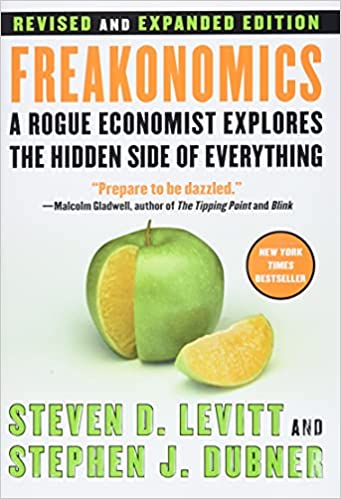 REVISED AND EXPANDED EDITION
FREAKONOMICS
A ROGUE ECONOMIST EXPLORES
THE HIDDEN SIDE OF EVERYTHING
“Prepare to be dazzled.”
—Malcolm Gladwell, author of The Tipping Point and Blink
NEW YORK
TIMES
BESTSELLER
STEVEN D. LEVITT AND
STEPHEN J. DUBNER